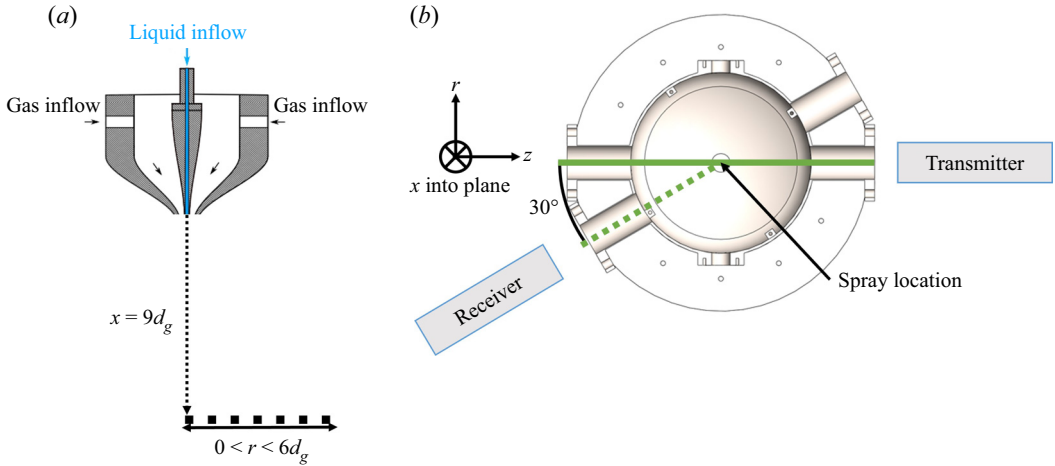 (a)
Liquid inflow
Gas inflow
Gas inflow
x = 9d_g
0 < r < 6d_g
(b)
r
z
x into plane
30°
Transmitter
Receiver
Spray location